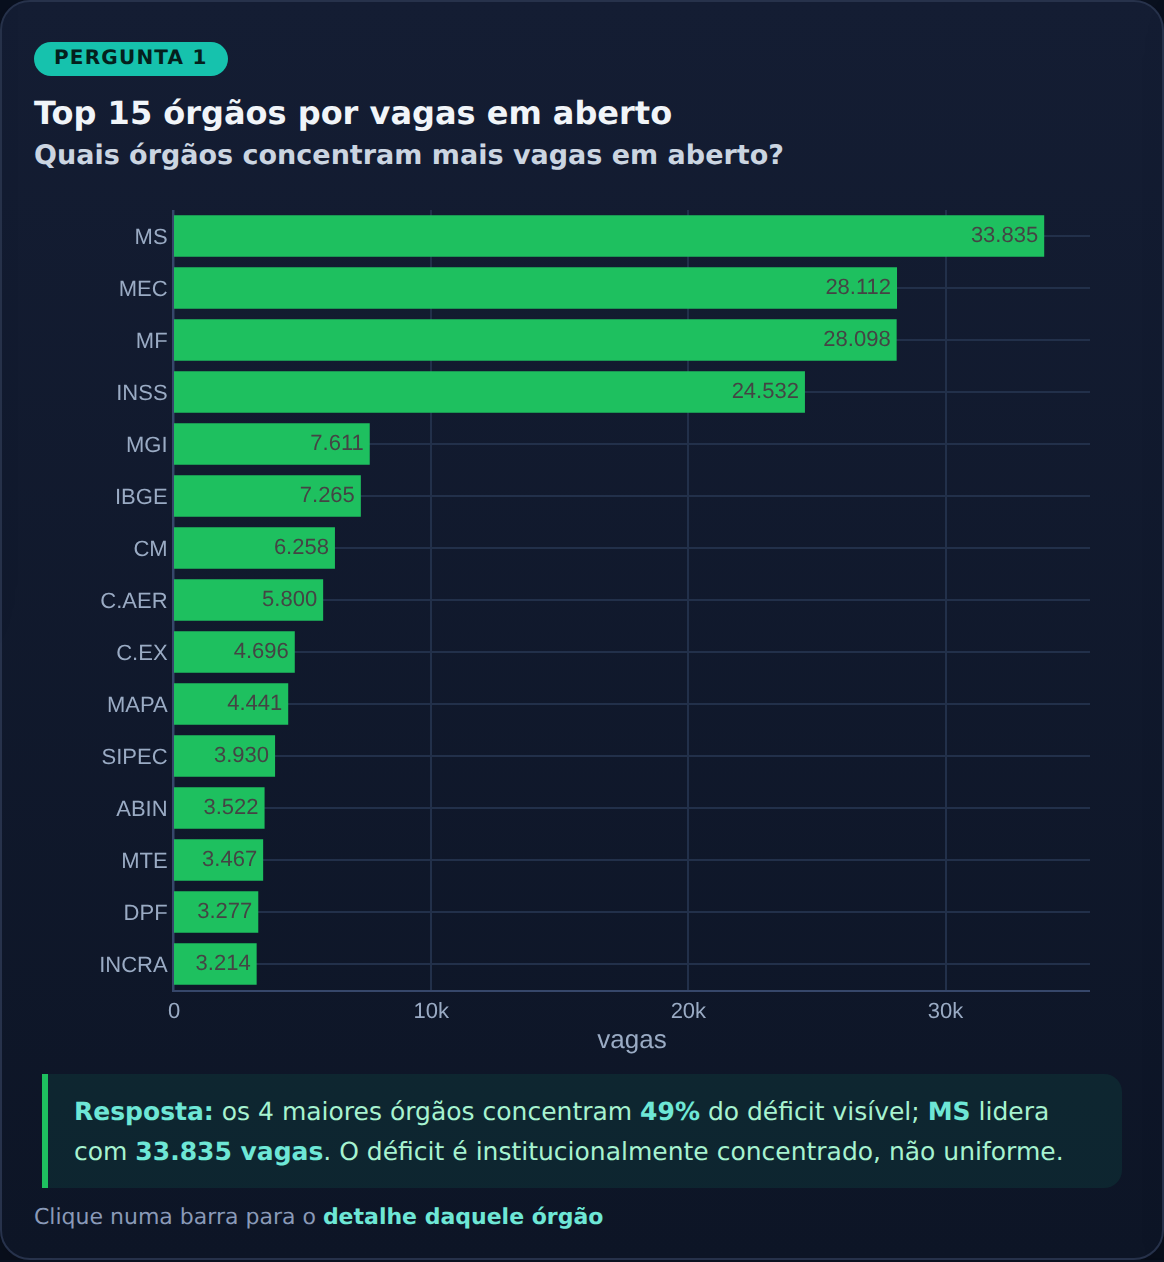 PERGUNTA 1
Top 15 órgãos por vagas em aberto
Quais órgãos concentram mais vagas em aberto?
MS 33.835
MEC 28.112
MF 28.098
INSS 24.532
MGI 7.611
IBGE 7.265
CM 6.258
C.AER 5.800
C.EX 4.696
MAPA 4.441
SIPEC 3.930
ABIN 3.522
MTE 3.467
DPF 3.277
INCRA 3.214
0 10k 20k 30k
vagas
Resposta: os 4 maiores órgãos concentram 49% do déficit visível; MS lidera
com 33.835 vagas. O déficit é institucionalmente concentrado, não uniforme.
Clique numa barra para o detalhe daquele órgão